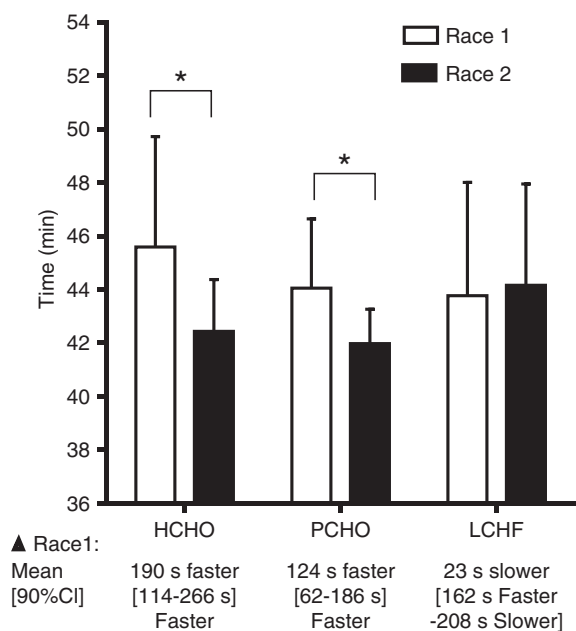 54
52
50
48
46
44
42
40
38
36
Time (min)
Race 1
Race 2
*
*
HCHO PCHO LCHF
▲ Race1:
Mean 190 s faster 124 s faster 23 s slower
[90%CI] [114-266 s] [62-186 s] [162 s Faster
Faster Faster -208 s Slower]